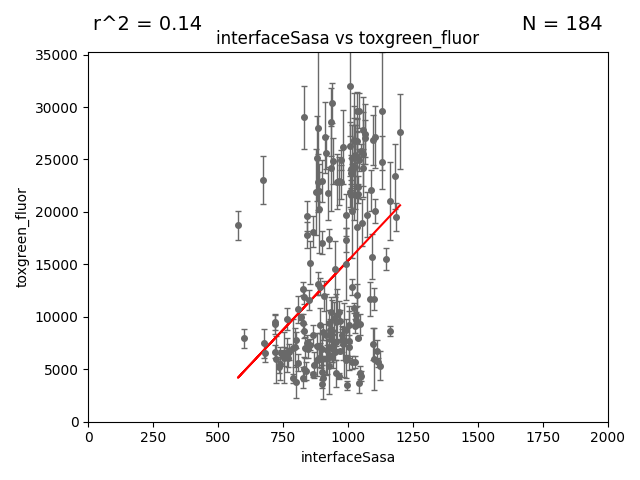 r^2 = 0.14
N = 184
interfaceSasa vs toxgreen_fluor
35000
30000
25000
20000
15000
10000
5000
0
toxgreen_fluor
0 250 500 750 1000 1250 1500 1750 2000
interfaceSasa